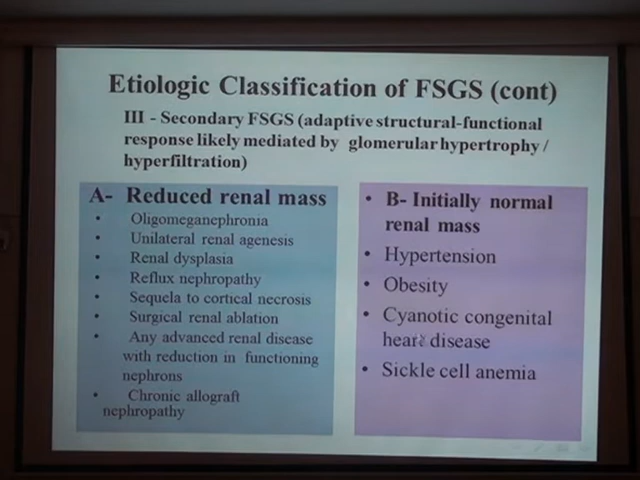 Etiologic Classification of FSGS (cont)
III - Secondary FSGS (adaptive structural-functional
response likely mediated by glomerular hypertrophy /
hyperfiltration)
A- Reduced renal mass
• Oligomeganephronia
• Unilateral renal agenesis
• Renal dysplasia
• Reflux nephropathy
• Sequela to cortical necrosis
• Surgical renal ablation
• Any advanced renal disease
with reduction in functioning
nephrons
• Chronic allograft
nephropathy
• B- Initially normal
renal mass
• Hypertension
• Obesity
• Cyanotic congenital
heart disease
• Sickle cell anemia